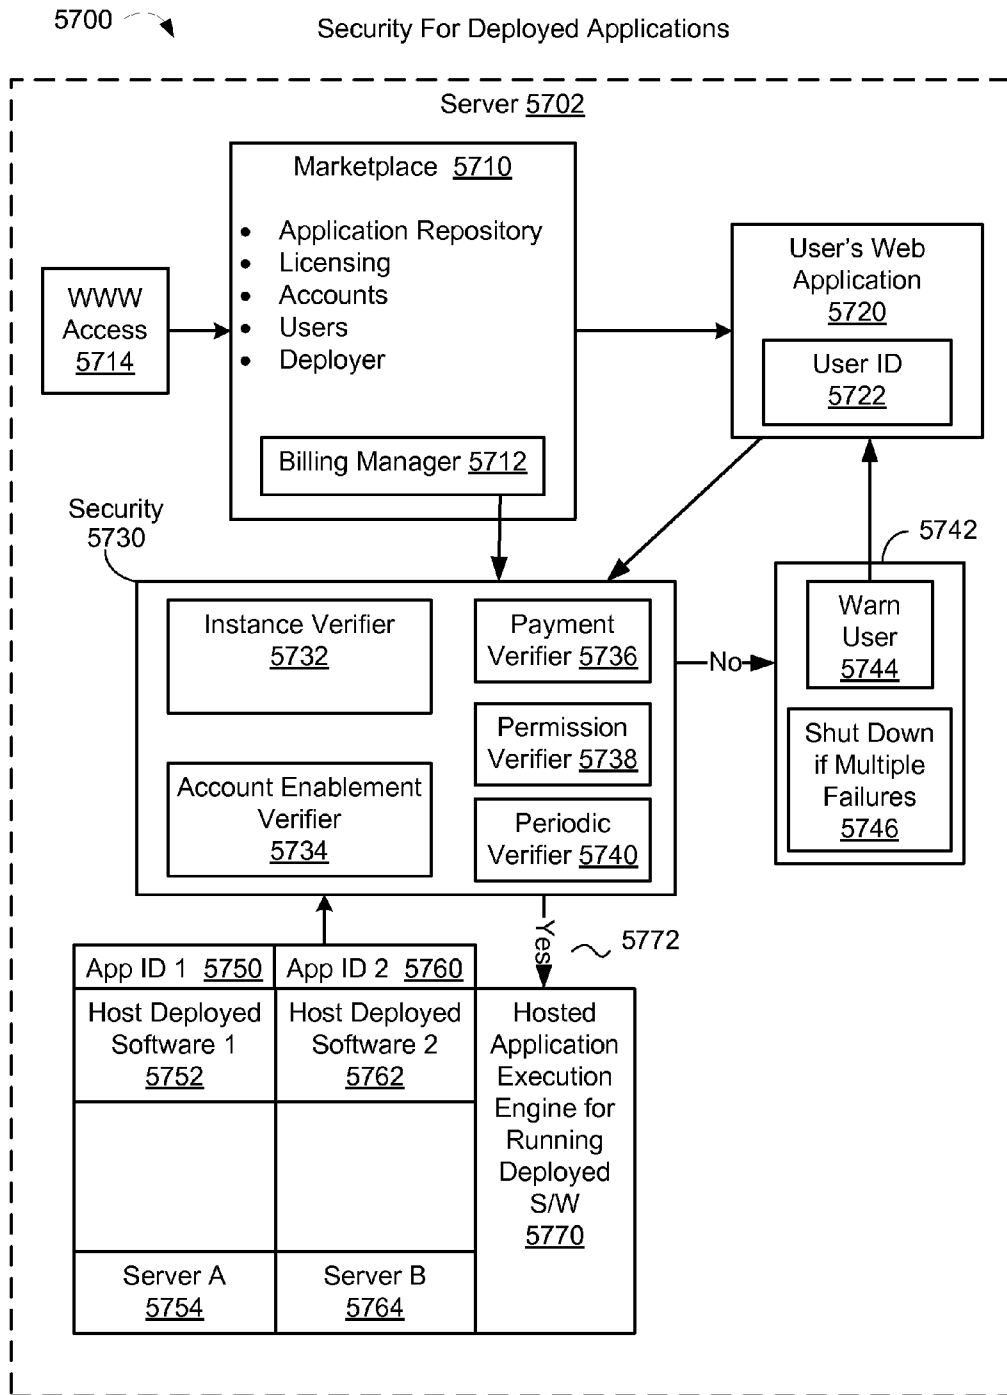 5700
Security For Deployed Applications
Server 5702
Marketplace 5710
• Application Repository
• Licensing
• Accounts
• Users
• Deployer
Billing Manager 5712
WWW
Access
5714
User's Web
Application
5720
User ID
5722
Security
5730
Instance Verifier
5732
Account Enablement
Verifier
5734
Payment
Verifier 5736
Permission
Verifier 5738
Periodic
Verifier 5740
No
5742
Warn
User
5744
Shut Down
if Multiple
Failures
5746
Yes
5772
App ID 1 5750
Host Deployed
Software 1
5752
Server A
5754
App ID 2 5760
Host Deployed
Software 2
5762
Server B
5764
Hosted
Application
Execution
Engine for
Running
Deployed
S/W
5770